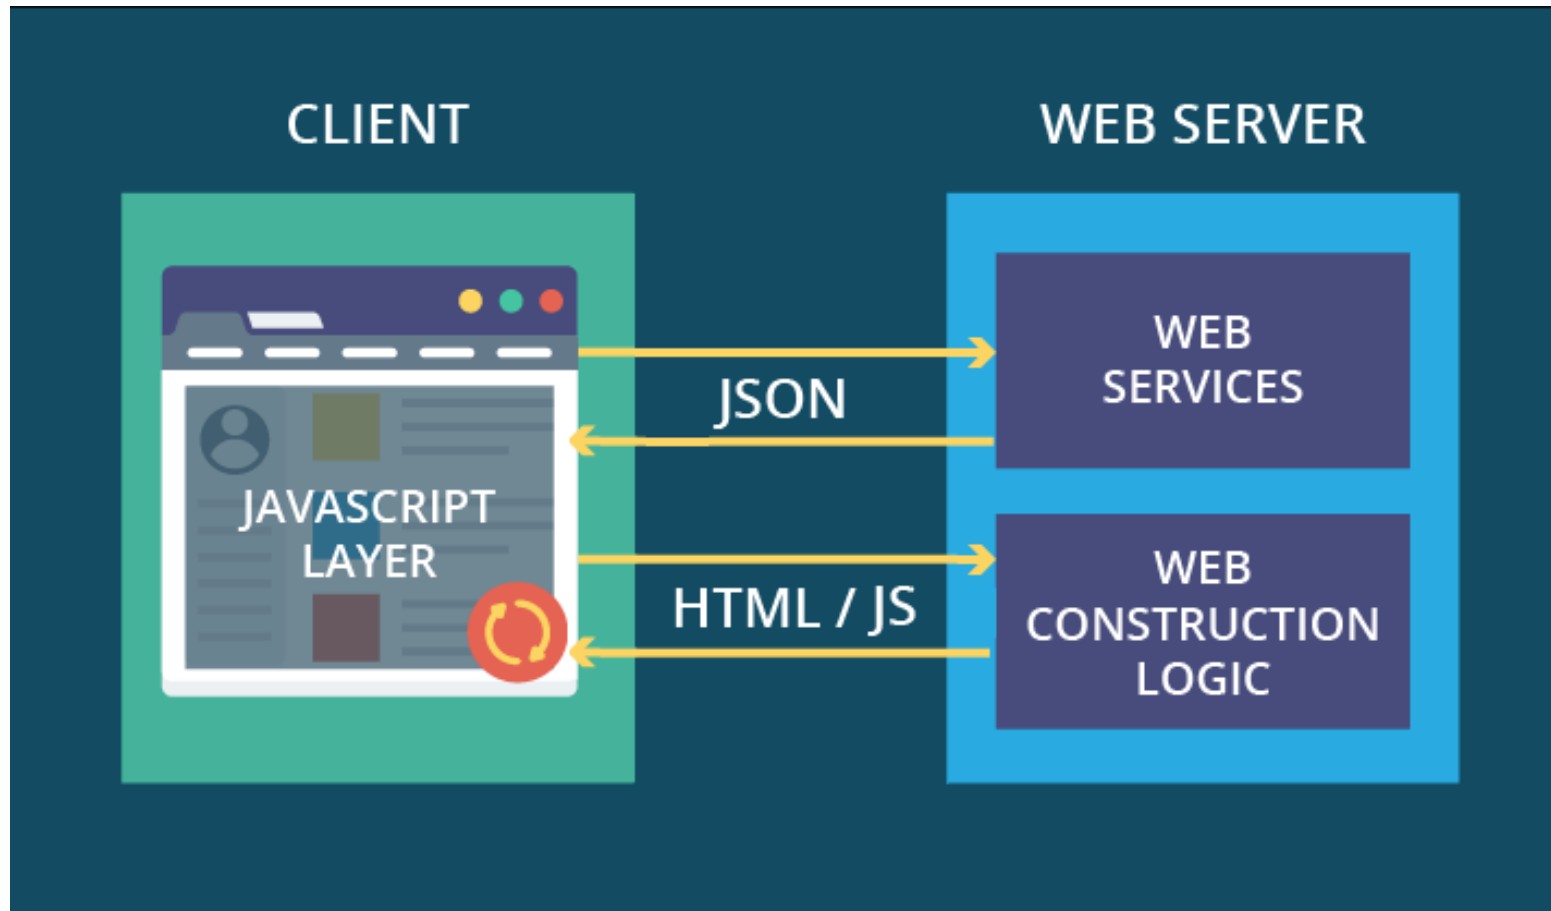 CLIENT
WEB SERVER
JAVASCRIPT
LAYER
JSON
HTML / JS
WEB
SERVICES
WEB
CONSTRUCTION
LOGIC